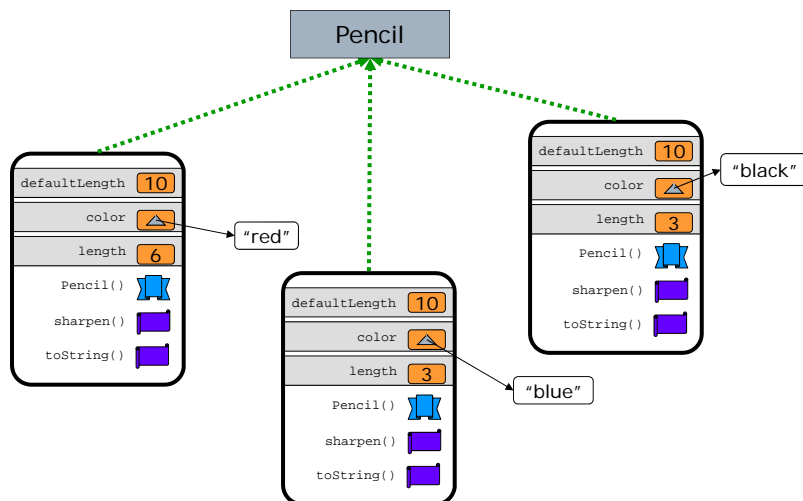 Pencil
defaultLength 10
color
"red"
length 6
Pencil()
sharpen()
toString()
defaultLength 10
color
"blue"
length 3
Pencil()
sharpen()
toString()
defaultLength 10
color
"black"
length 3
Pencil()
sharpen()
toString()